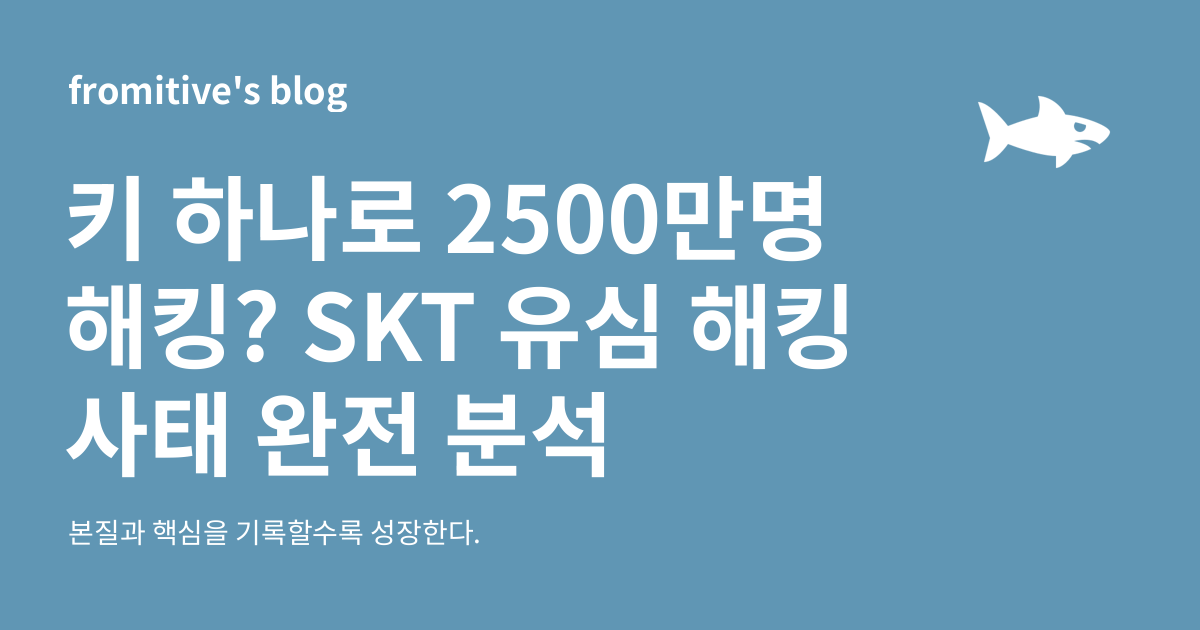 fromitive's blog
키 하나로 2500만명
해킹? SKT 유심 해킹
사태 완전 분석
본질과 핵심을 기록할수록 성장한다.